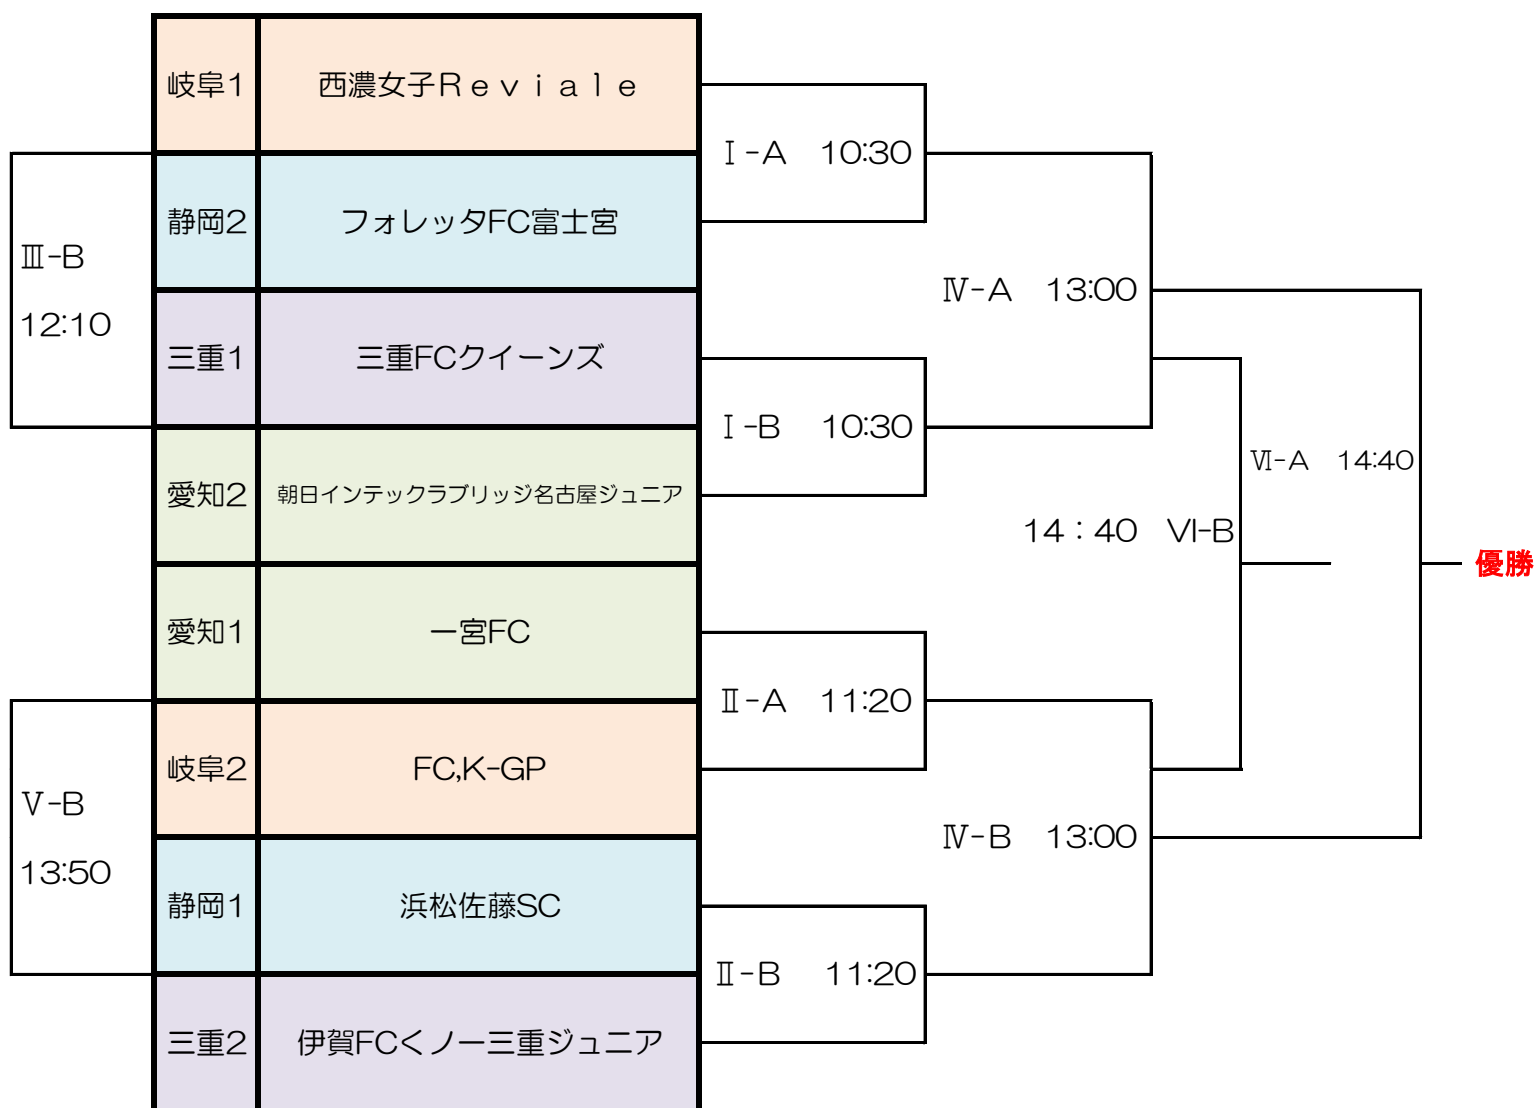 岐阜1 西濃女子Ｒｅｖｉａｌｅ
Ⅰ-A 10:30
静岡2 フォレッタFC富士宮
Ⅲ-B
12:10
Ⅳ-A 13:00
三重1 三重FCクイーンズ
Ⅰ-B 10:30
Ⅵ-A 14:40
愛知2 朝日インテックラブリッジ名古屋ジュニア
14：40 VI-B
優勝
愛知1 一宮FC
Ⅱ-A 11:20
岐阜2 FC,K-GP
Ⅴ-B
13:50
Ⅳ-B 13:00
静岡1 浜松佐藤SC
Ⅱ-B 11:20
三重2 伊賀FCくノ一三重ジュニア